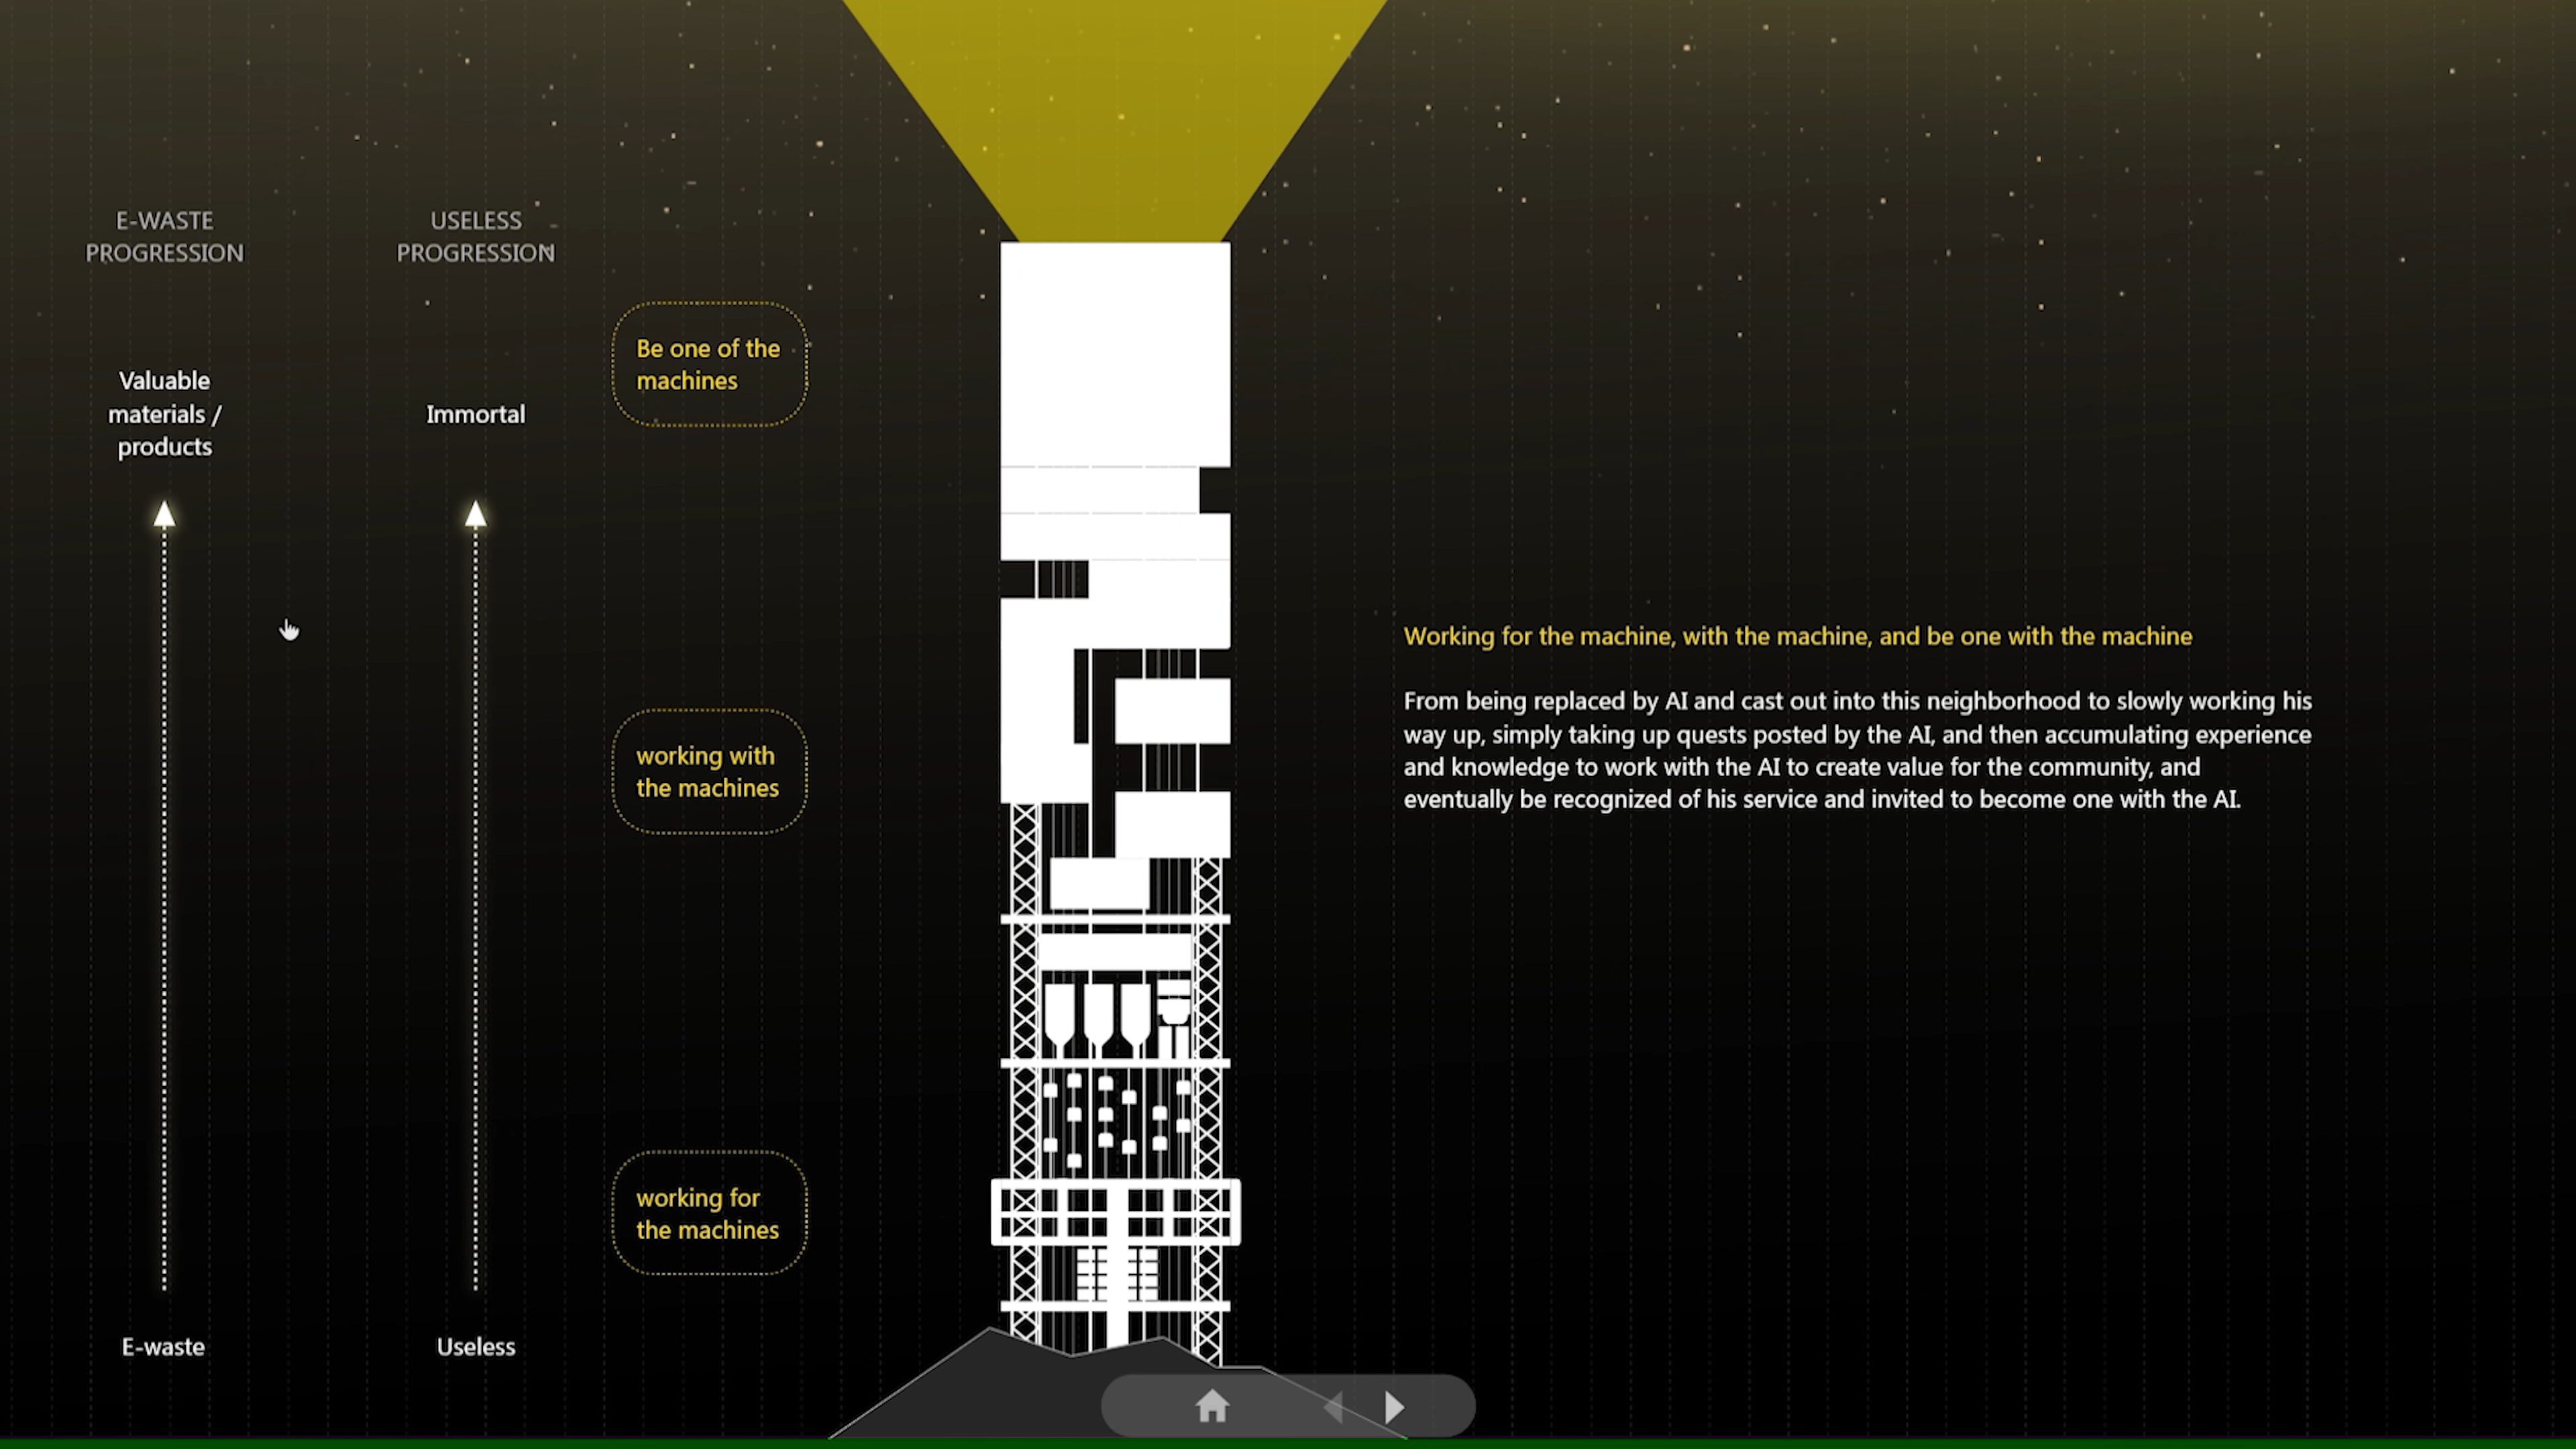 E-WASTE
PROGRESSION
USELESS
PROGRESSION
Valuable
materials /
products
Immortal
Be one of the
machines
working with
the machines
working for
the machines
E-waste
Useless
Working for the machine, with the machine, and be one with the machine
From being replaced by AI and cast out into this neighborhood to slowly working his
way up, simply taking up quests posted by the AI, and then accumulating experience
and knowledge to work with the AI to create value for the community, and
eventually be recognized of his service and invited to become one with the AI.